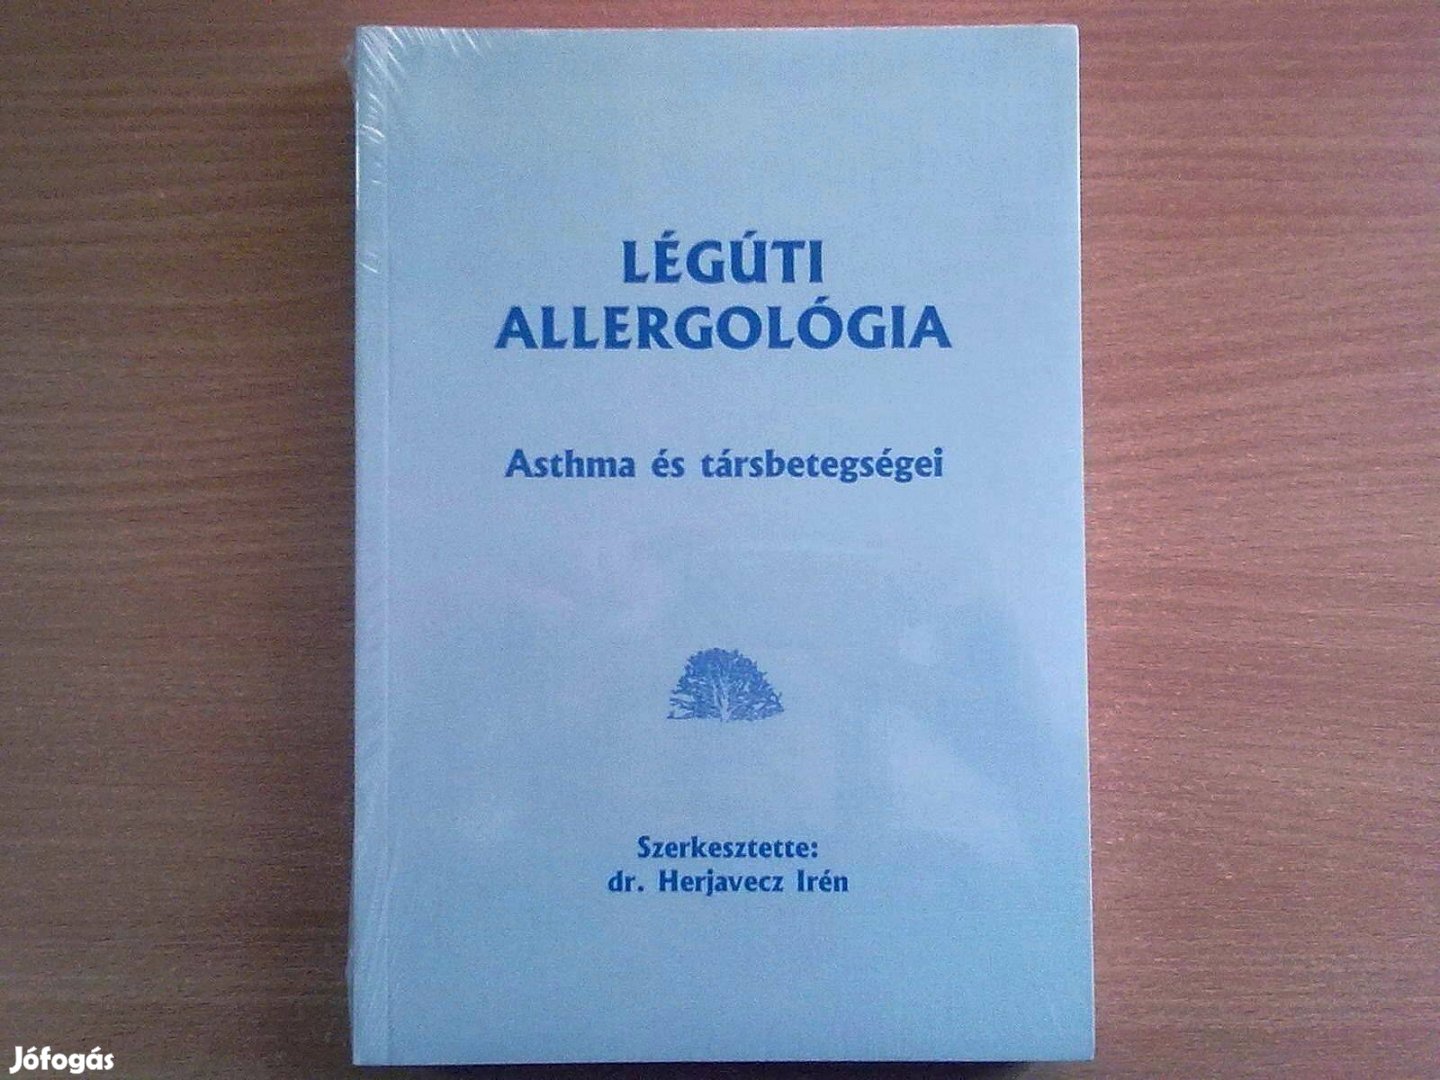 LÉGÚTI
ALLERGOLÓGIA
Asthma és társbetegségei
Szerkesztette:
dr. Herjavecz Irén
Jófogás